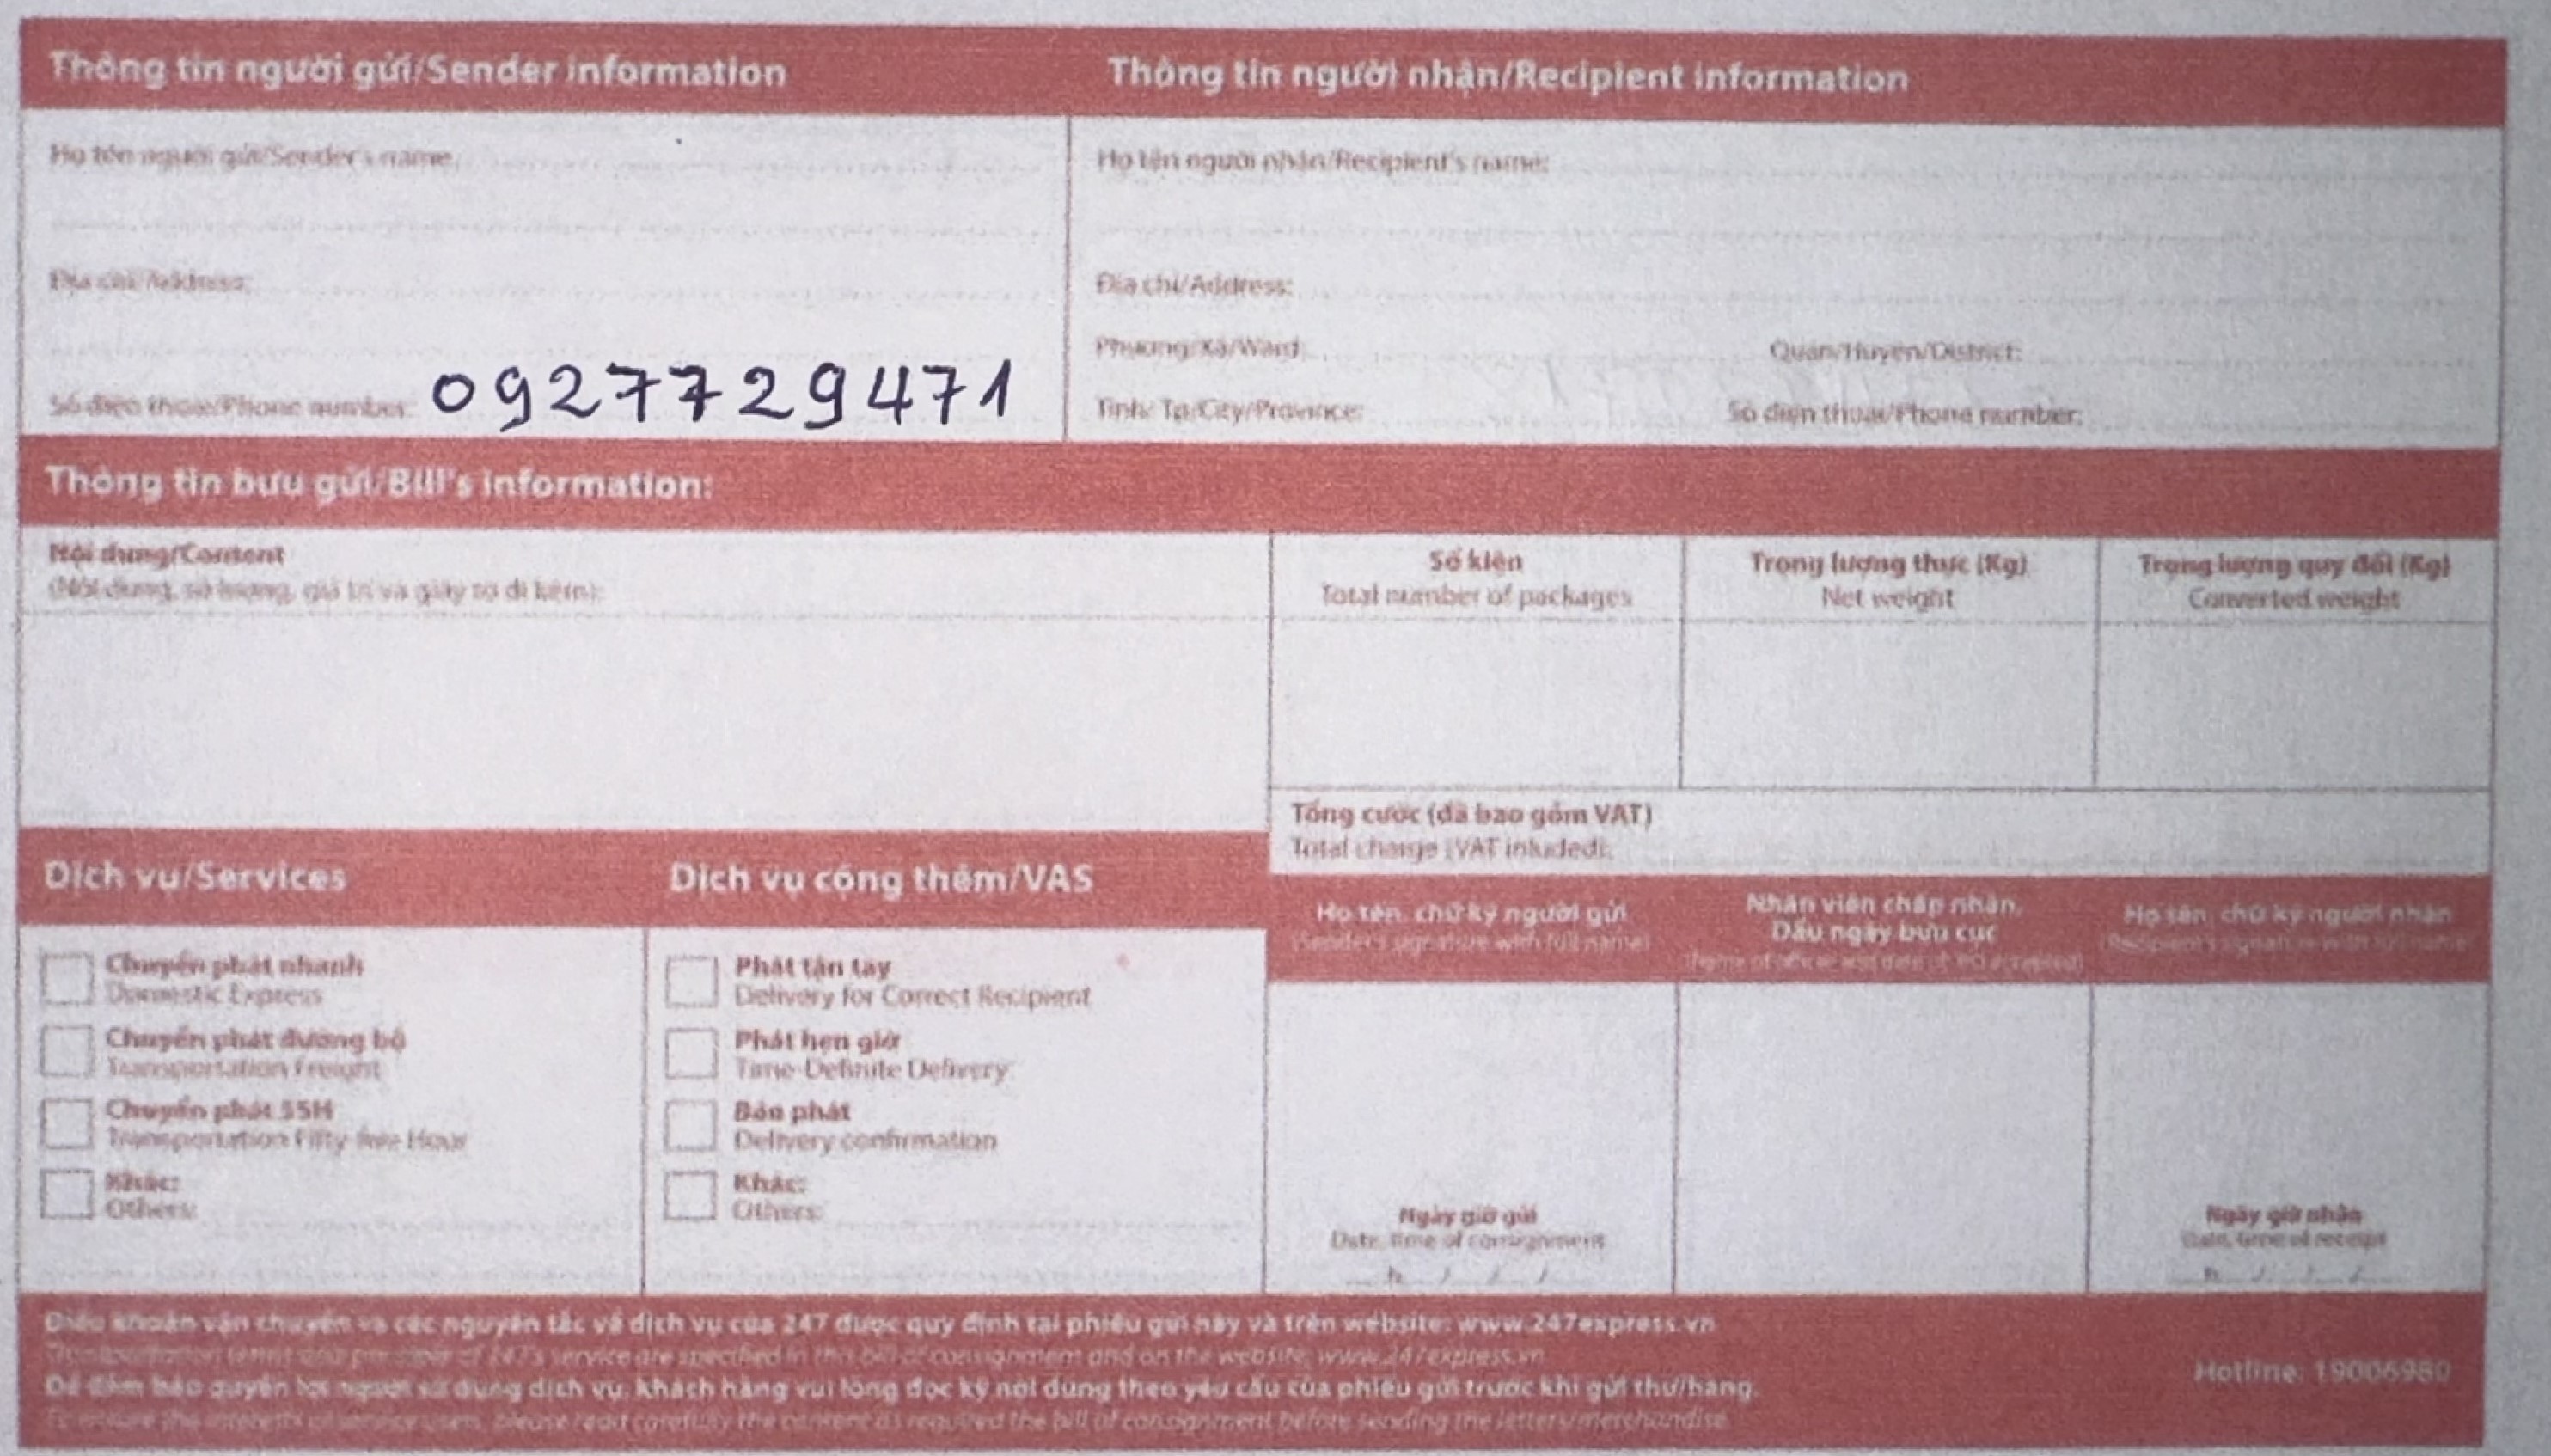 Thông tin người gửi/Sender information
Thông tin người nhận/Recipient information
Họ tên người gửi/Sender's name:
Họ tên người nhận/Recipient's name:
Địa chỉ/Address:
Địa chỉ/Address:
Phường/Xã/Ward:
Quận/Huyện/District:
Số điện thoại/Phone number: 0927729471
Tỉnh/ Tp/City/Province:
Số điện thoại/Phone number:
Thông tin bưu gửi/Bill's information:
Nội dung/Content
(Nội dung, số lượng, giá trị và giấy tờ đi kèm):
Số kiện
Total number of packages
Trọng lượng thực (Kg)
Net weight
Trọng lượng quy đổi (Kg)
Converted weight
Tổng cước (đã bao gồm VAT)
Total charge (VAT inluded):
Dịch vụ/Services
Dịch vụ cộng thêm/VAS
Chuyển phát nhanh
Domestic Express
Chuyển phát đường bộ
Transportation Freight
Chuyển phát 55H
Transportation Fifty-five Hour
Khác:
Others:
Phát tận tay
Delivery for Correct Recipient
Phát hẹn giờ
Time-Definite Delivery
Báo phát
Delivery confirmation
Khác:
Others:
Họ tên, chữ ký người gửi
(Sender's signature with full name)
Nhân viên chấp nhận,
Dấu ngày bưu cục
Họ tên, chữ ký người nhận
(Recipient's signature with full name)
Ngày giờ gửi
Date, time of consignment
h / / /
Ngày giờ nhận
Date, time of receipt
h / / /
Điều khoản vận chuyển và các nguyên tắc về dịch vụ của 247 được quy định tại phiếu gửi này và trên website: www.247express.vn
Transportation terms and principles of 247's service are specified in this bill of consignment and on the website: www.247express.vn
Để đảm bảo quyền lợi người sử dụng dịch vụ, khách hàng vui lòng đọc kỹ nội dung theo yêu cầu của phiếu gửi trước khi gửi thư/hàng.
To ensure the interests of service users, please read carefully the content as required the bill of consignment before sending the letters/merchandise
Hotline: 19006980